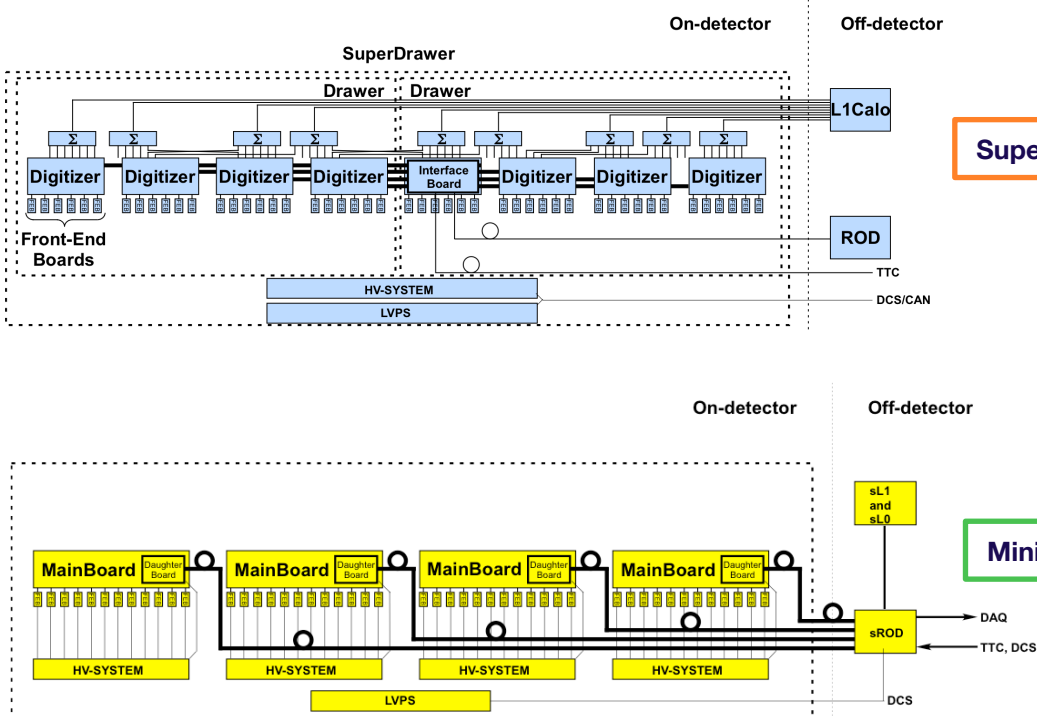 On-detector
Off-detector
SuperDrawer
Drawer
Drawer
L1Calo
Σ
Σ
Σ
Σ
Σ
Σ
Σ
Σ
Σ
Supe
Digitizer
Digitizer
Digitizer
Digitizer
Interface
Board
Digitizer
Digitizer
Digitizer
Front-End
Boards
ROD
TTC
HV-SYSTEM
DCS/CAN
LVPS
On-detector
Off-detector
sL1
and
sL0
Mini
MainBoard
Daughter
Board
MainBoard
Daughter
Board
MainBoard
Daughter
Board
MainBoard
Daughter
Board
DAQ
sROD
TTC, DCS
HV-SYSTEM
HV-SYSTEM
HV-SYSTEM
HV-SYSTEM
LVPS
DCS